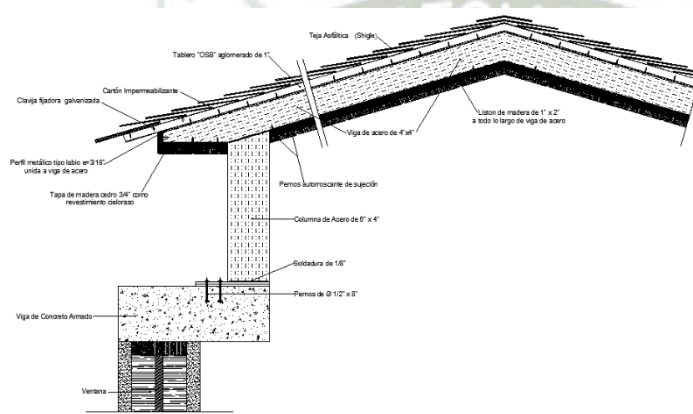 Teja Asfáltica (Shigle)
Tablero "OSB" aglomerado de 1"
Cartón Impermeabilizante
Clavija fijadora galvanizada
Liston de madera de 1" x 2"
a todo lo largo de viga de acero
Viga de acero de 4"x4"
Perfil metálico tipo labio e=3/16"
unida a viga de acero
Pernos autorroscante de sujeción
Tapa de madera cedro 3/4" como
revestimiento cieloraso
Columna de Acero de 6" x 4"
Soldadura de 1/8"
Pernos de Ø 1/2" x 8"
Viga de Concreto Armado
Ventana